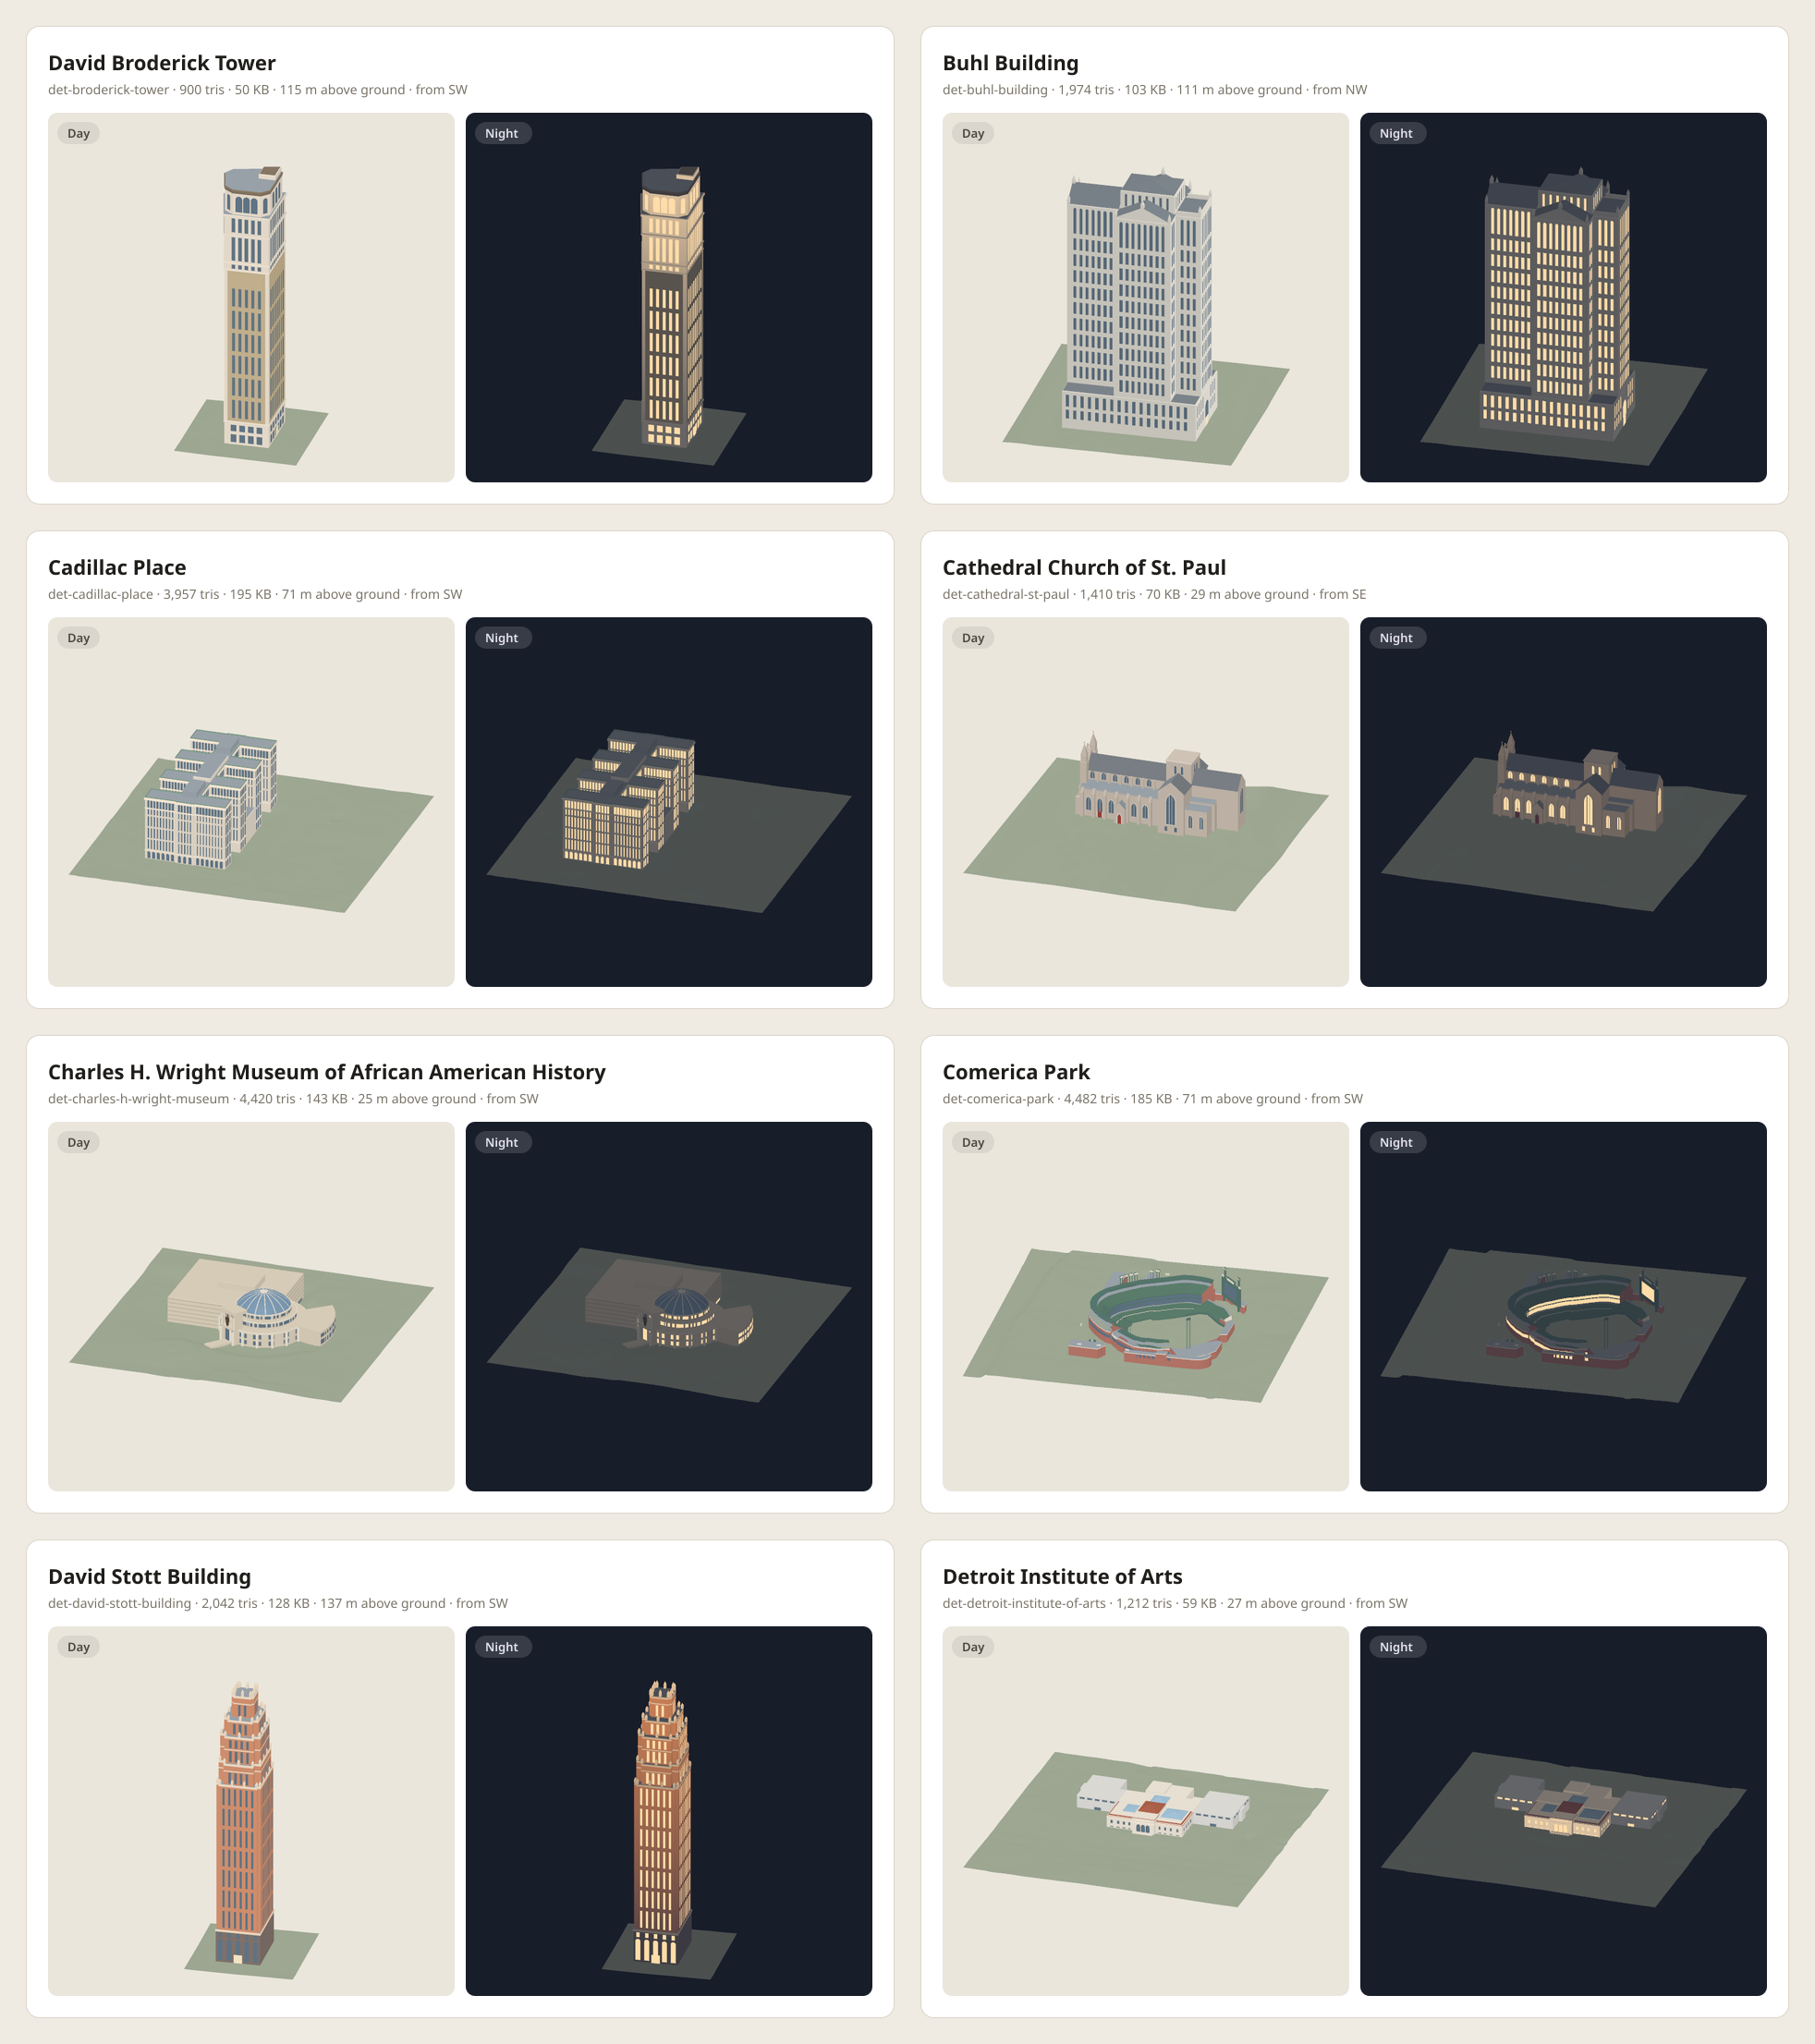 David Broderick Tower
det-broderick-tower · 900 tris · 50 KB · 115 m above ground · from SW
Day
Night
Buhl Building
det-buhl-building · 1,974 tris · 103 KB · 111 m above ground · from NW
Day
Night
Cadillac Place
det-cadillac-place · 3,957 tris · 195 KB · 71 m above ground · from SW
Day
Night
Cathedral Church of St. Paul
det-cathedral-st-paul · 1,410 tris · 70 KB · 29 m above ground · from SE
Day
Night
Charles H. Wright Museum of African American History
det-charles-h-wright-museum · 4,420 tris · 143 KB · 25 m above ground · from SW
Day
Night
Comerica Park
det-comerica-park · 4,482 tris · 185 KB · 71 m above ground · from SW
Day
Night
David Stott Building
det-david-stott-building · 2,042 tris · 128 KB · 137 m above ground · from SW
Day
Night
Detroit Institute of Arts
det-detroit-institute-of-arts · 1,212 tris · 59 KB · 27 m above ground · from SW
Day
Night